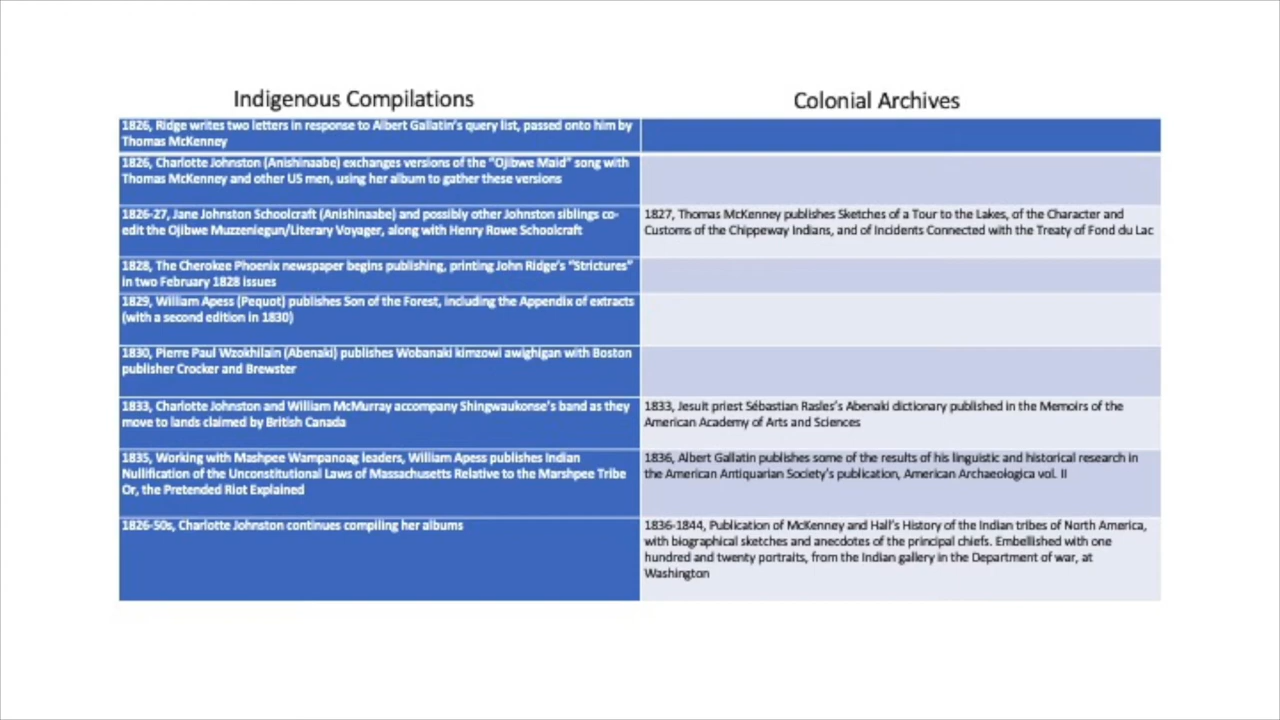 Indigenous Compilations
Colonial Archives
1826, Ridge writes two letters in response to Albert Gallatin's query list, passed onto him by
Thomas McKenney
1826, Charlotte Johnston (Anishinaabe) exchanges versions of the "Ojibwe Maid" song with
Thomas McKenney and other US men, using her album to gather these versions
1826-27, Jane Johnston Schoolcraft (Anishinaabe) and possibly other Johnston siblings co-
edit the Ojibwe Muzzeniegun/Literary Voyager, along with Henry Rowe Schoolcraft
1827, Thomas McKenney publishes Sketches of a Tour to the Lakes, of the Character and
Customs of the Chippeway Indians, and of Incidents Connected with the Treaty of Fond du Lac
1828, The Cherokee Phoenix newspaper begins publishing, printing John Ridge's "Strictures"
in two February 1828 issues
1829, William Apess (Pequot) publishes Son of the Forest, including the Appendix of extracts
(with a second edition in 1830)
1830, Pierre Paul Wzokhilain (Abenaki) publishes Wobanaki kimzowi awighigan with Boston
publisher Crocker and Brewster
1833, Charlotte Johnston and William McMurray accompany Shingwaukonse's band as they
move to lands claimed by British Canada
1833, Jesuit priest Sébastian Rasles's Abenaki dictionary published in the Memoirs of the
American Academy of Arts and Sciences
1835, Working with Mashpee Wampanoag leaders, William Apess publishes Indian
Nullification of the Unconstitutional Laws of Massachusetts Relative to the Marshpee Tribe
Or, the Pretended Riot Explained
1836, Albert Gallatin publishes some of the results of his linguistic and historical research in
the American Antiquarian Society's publication, American Archaeologica vol. II
1826-50s, Charlotte Johnston continues compiling her albums
1836-1844, Publication of McKenney and Hall's History of the Indian tribes of North America,
with biographical sketches and anecdotes of the principal chiefs. Embellished with one
hundred and twenty portraits, from the Indian gallery in the Department of war, at
Washington